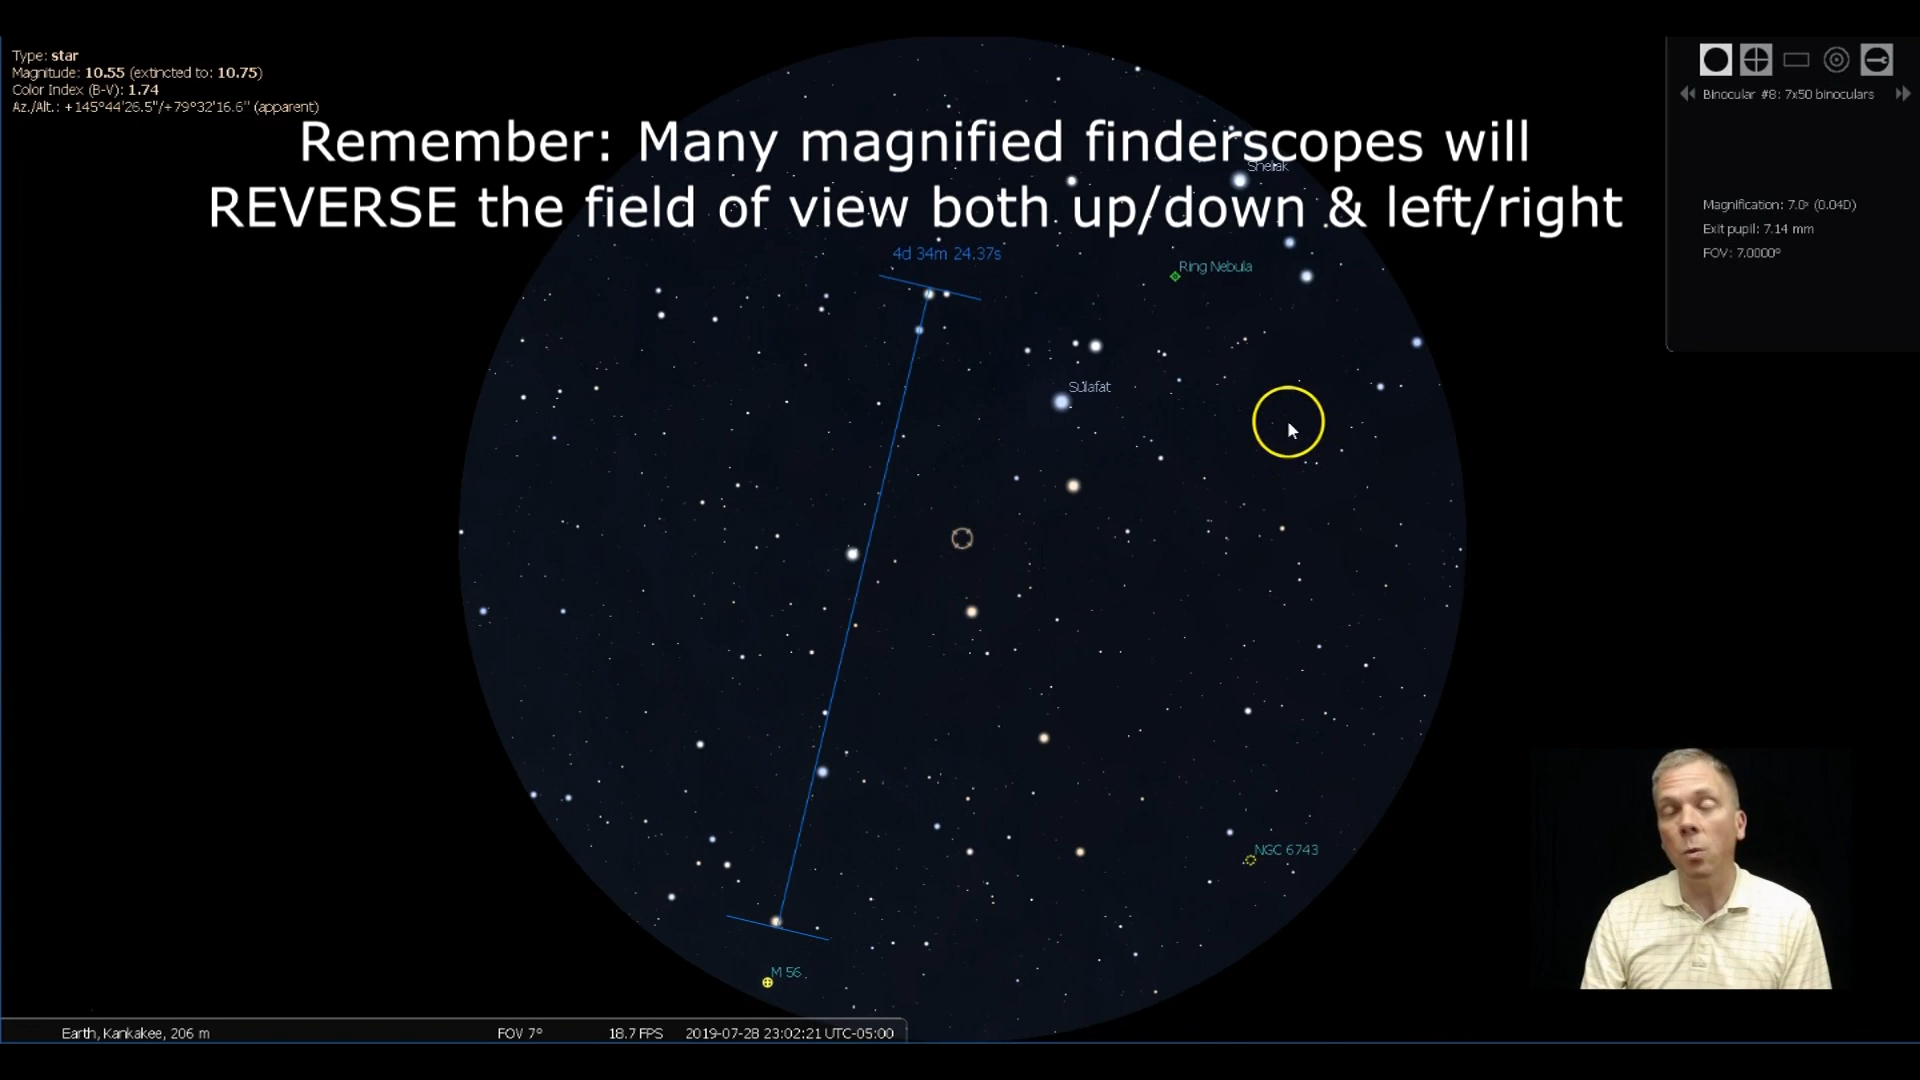 Type: star
Magnitude: 10.55 (extincted to: 10.75)
Color Index (B-V): 1.74
Az./Alt.: +145°44'26.5"/+79°32'16.6" (apparent)
Binocular #8: 7x50 binoculars
Remember: Many magnified finderscopes will
REVERSE the field of view both up/down & left/right
Sheliak
Magnification: 7.0× (0.04D)
Exit pupil: 7.14 mm
FOV: 7.0000°
4d 34m 24.37s
Ring Nebula
Sulafat
NGC 6743
M 56
Earth, Kankakee, 206 m
FOV 7°
18.7 FPS
2019-07-28 23:02:21 UTC-05:00